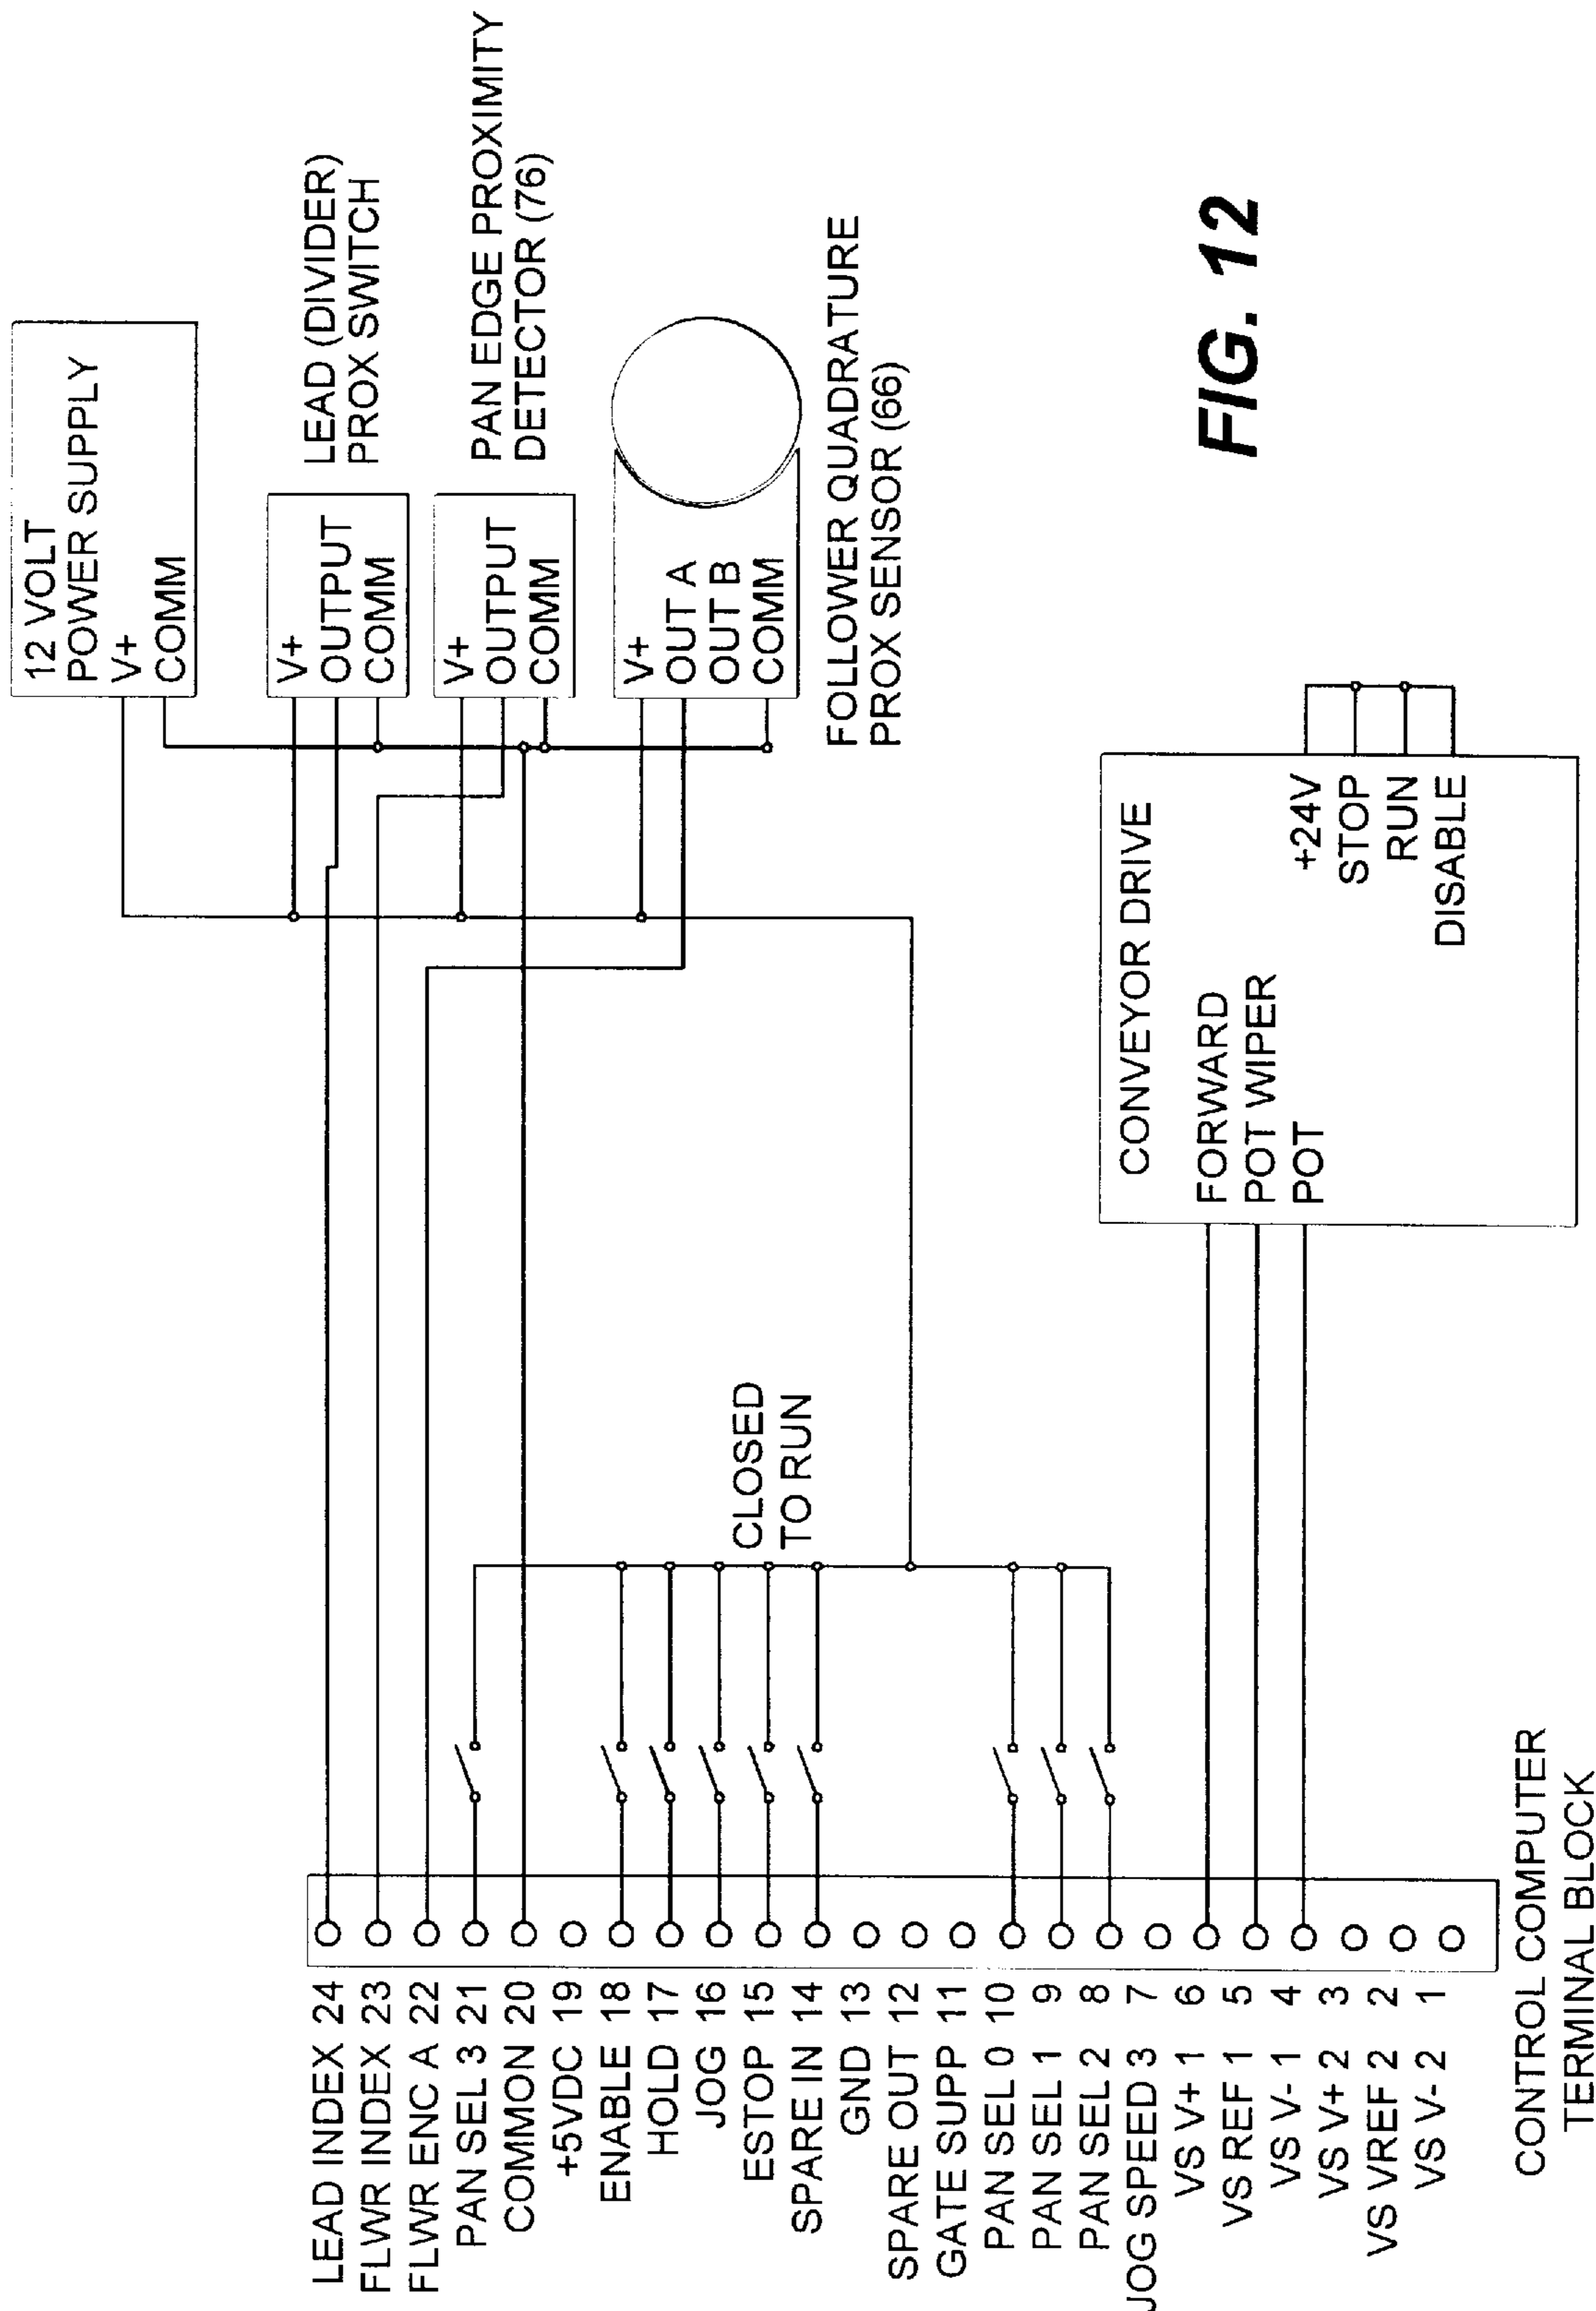 12 VOLT
POWER SUPPLY
V+
COMM
LEAD (DIVIDER)
PROX SWITCH
V+
OUTPUT
COMM
PAN EDGE PROXIMITY
DETECTOR (76)
V+
OUTPUT
COMM
V+
OUT A
OUT B
COMM
FOLLOWER QUADRATURE
PROX SENSOR (66)
CLOSED
TO RUN
CONVEYOR DRIVE
FORWARD
POT WIPER
POT
+24V
STOP
RUN
DISABLE
LEAD INDEX 24
FLWR INDEX 23
FLWR ENC A 22
PAN SEL 3 21
COMMON 20
+5VDC 19
ENABLE 18
HOLD 17
JOG 16
ESTOP 15
SPARE IN 14
GND 13
SPARE OUT 12
GATE SUPP 11
PAN SEL 0 10
PAN SEL 1 9
PAN SEL 2 8
JOG SPEED 3 7
VS V+ 1 6
VS REF 1 5
VS V- 1 4
VS V+ 2 3
VS VREF 2 2
VS V- 2 1
CONTROL COMPUTER
TERMINAL BLOCK
FIG. 12